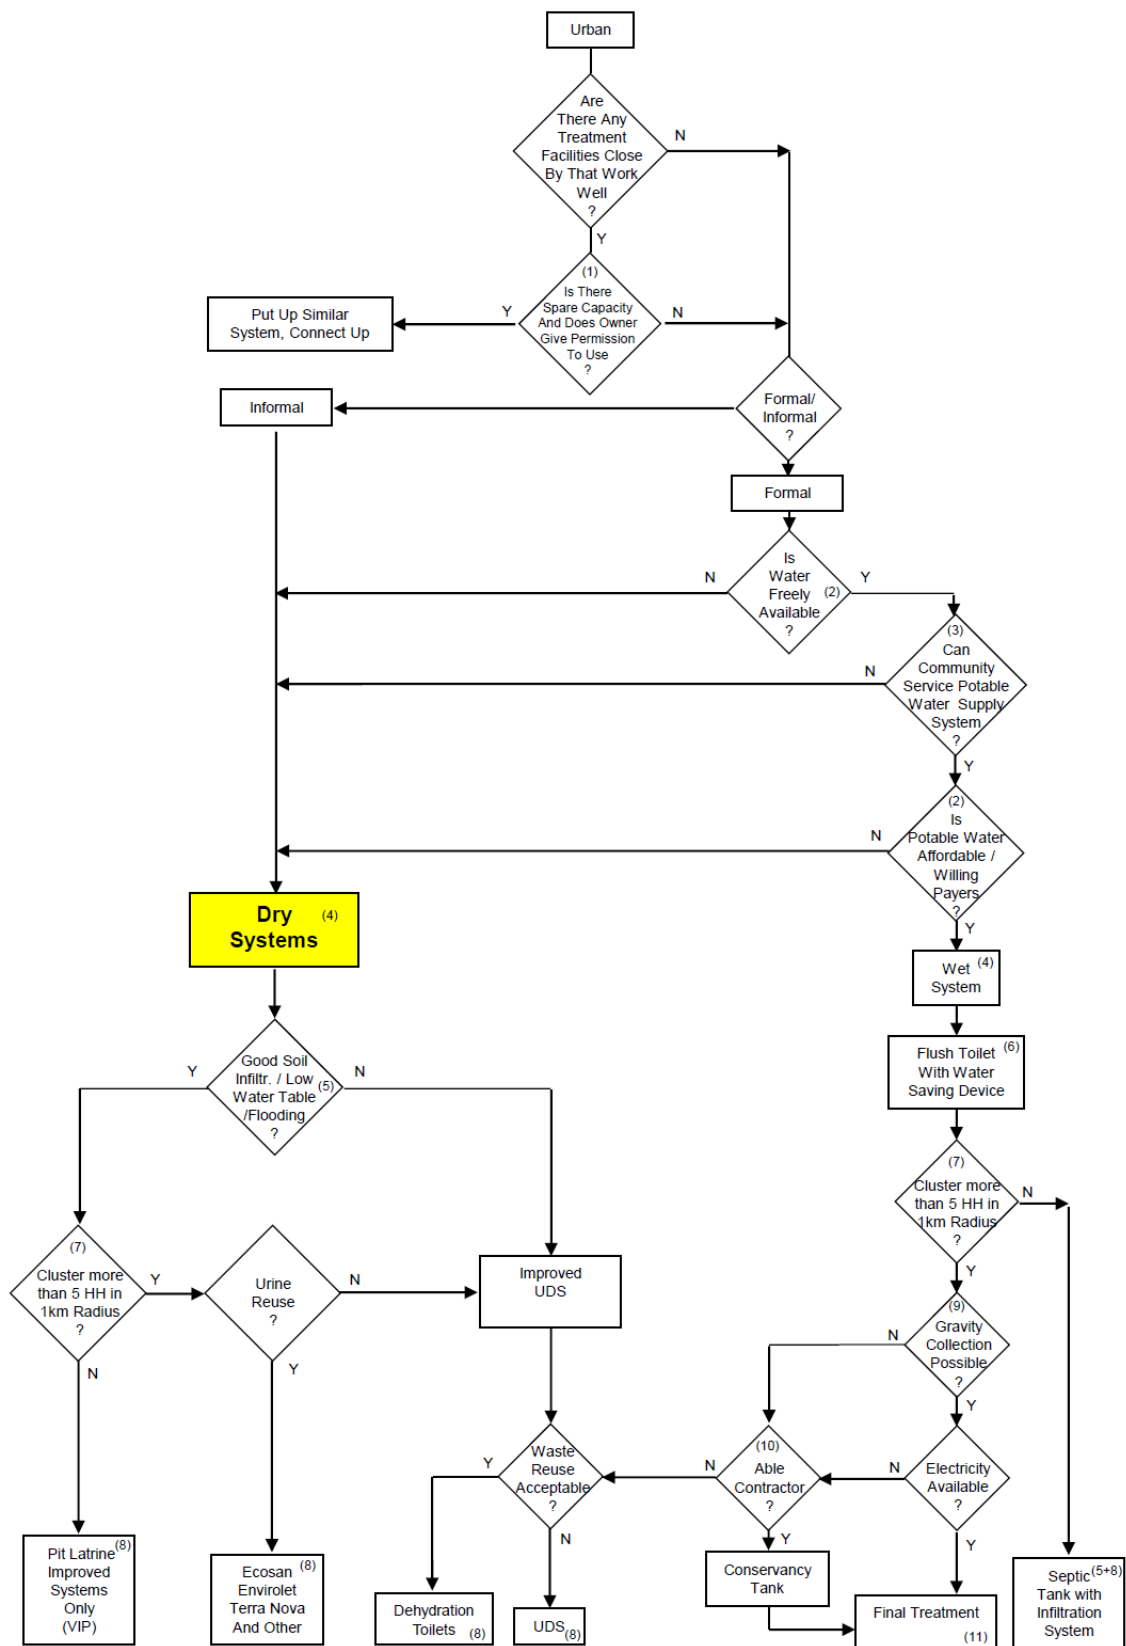 Urban
Are
There Any
Treatment
Facilities Close
By That Work
Well
?
N
Y
(1)
Is There
Spare Capacity
And Does Owner
Give Permission
To Use
?
Y
N
Put Up Similar
System, Connect Up
Formal/
Informal
?
Informal
Formal
Is
Water
Freely (2)
Available
?
N
Y
(3)
Can
Community
Service Potable
Water Supply
System
?
N
Y
(2)
Is
Potable Water
Affordable /
Willing
Payers
?
N
Y
Dry (4)
Systems
Wet (4)
System
Flush Toilet (6)
With Water
Saving Device
Good Soil
Infiltr. / Low
Water Table (5)
/Flooding
?
Y
N
(7)
Cluster more
than 5 HH in
1km Radius
?
N
Y
(7)
Cluster more
than 5 HH in
1km Radius
?
Y
N
Urine
Reuse
?
N
Y
Improved
UDS
(9)
Gravity
Collection
Possible
?
N
Y
Waste
Reuse
Acceptable
?
Y
N
(10)
Able
Contractor
?
N
Y
Electricity
Available
?
N
Y
Pit Latrine (8)
Improved
Systems
Only
(VIP)
Ecosan (8)
Envirolet
Terra Nova
And Other
Dehydration
Toilets (8)
UDS (8)
Conservancy
Tank
Final Treatment
(11)
Septic (5+8)
Tank with
Infiltration
System